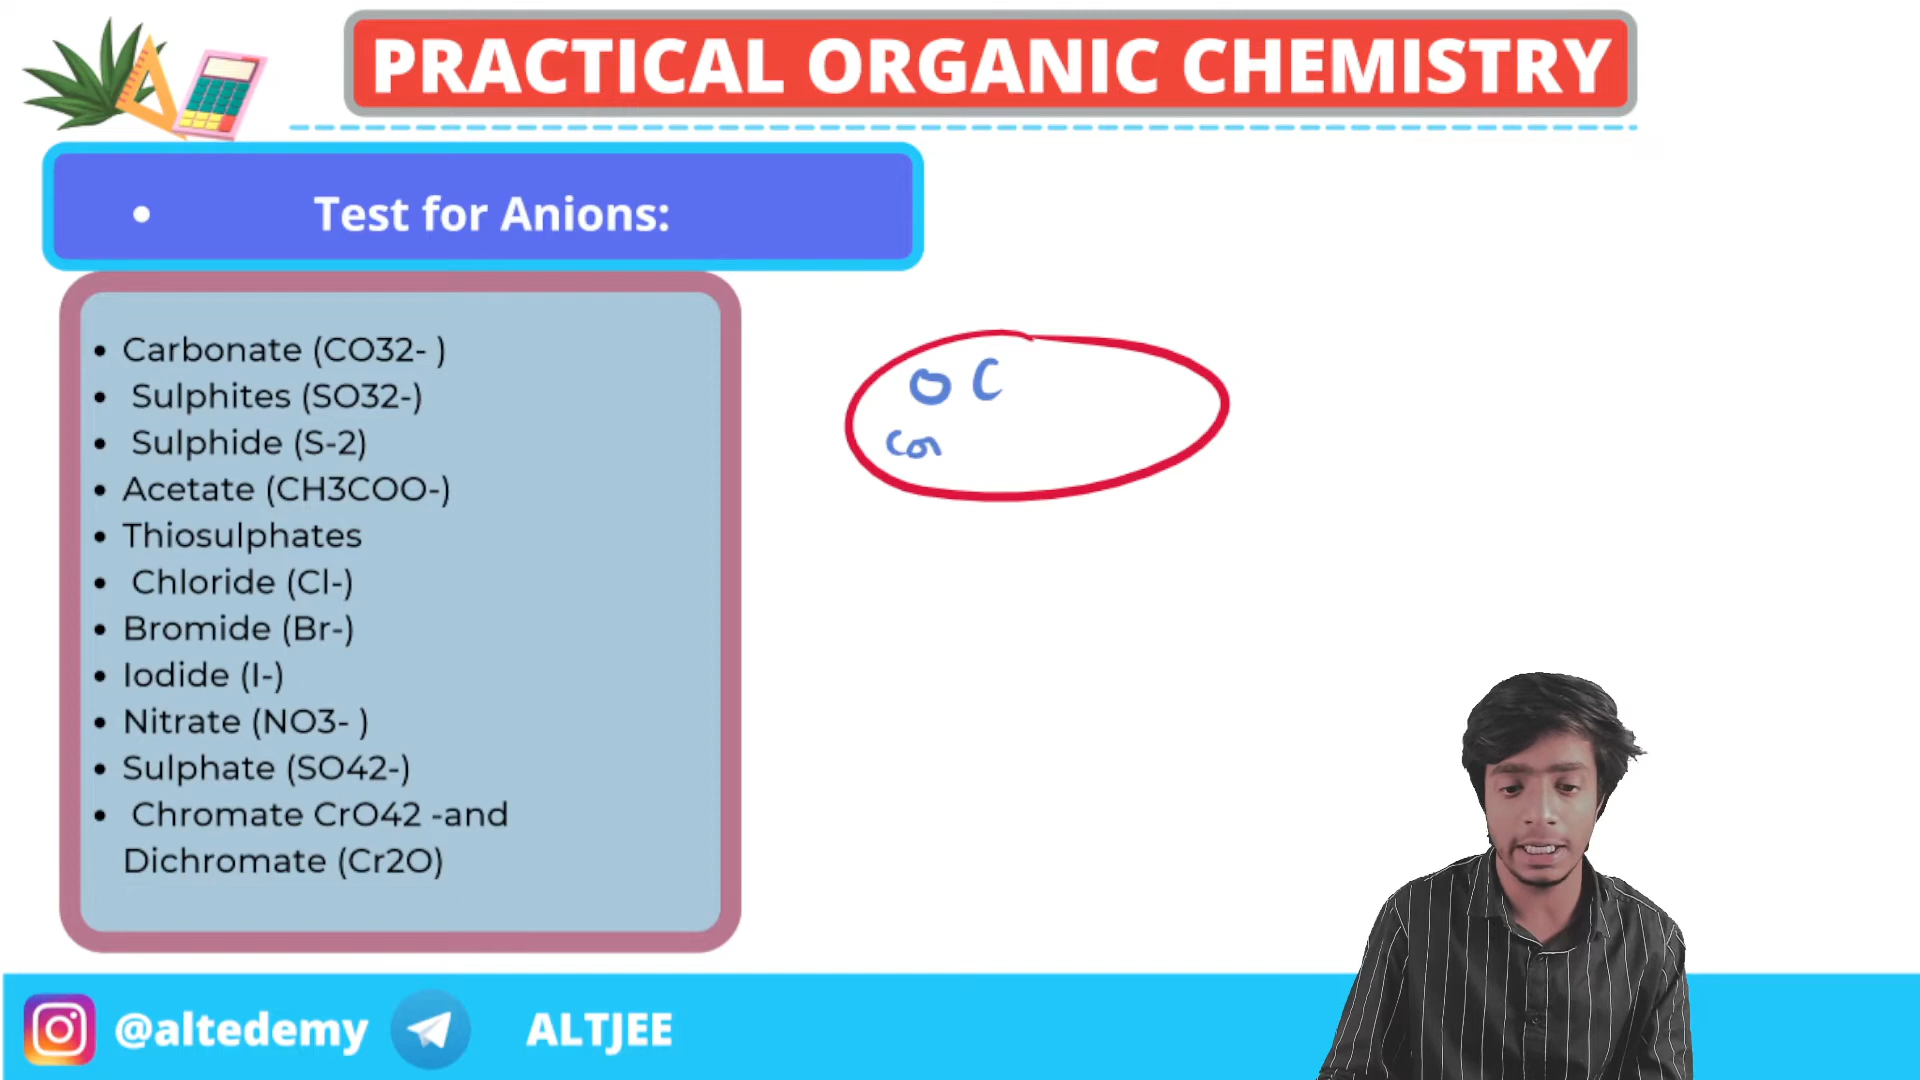 PRACTICAL ORGANIC CHEMISTRY
• Test for Anions:
• Carbonate (CO32- )
• Sulphites (SO32-)
• Sulphide (S-2)
• Acetate (CH3COO-)
• Thiosulphates
• Chloride (Cl-)
• Bromide (Br-)
• Iodide (I-)
• Nitrate (NO3- )
• Sulphate (SO42-)
• Chromate CrO42 -and
Dichromate (Cr2O)
O C
@altedemy ALTJEE